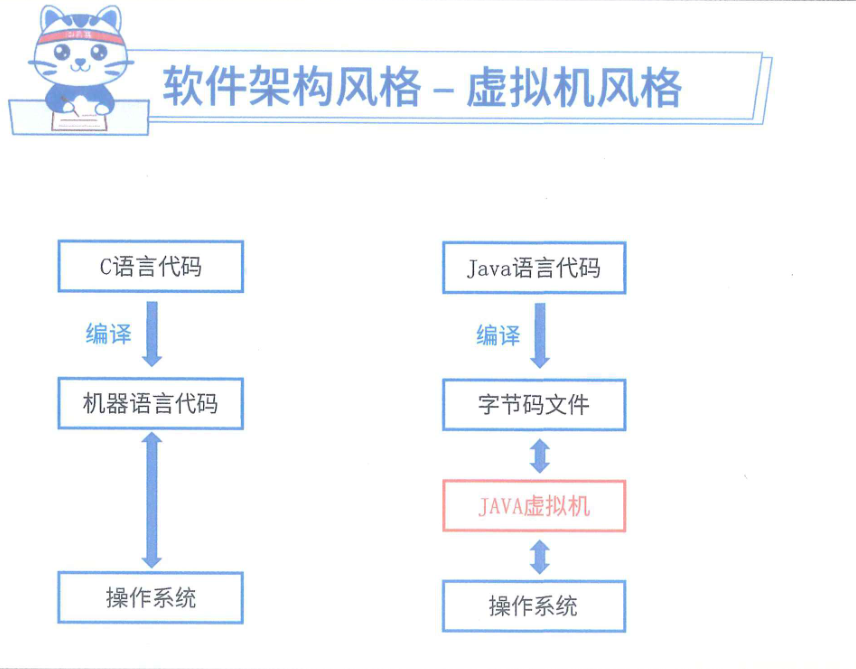 软件架构风格 – 虚拟机风格
C语言代码
编译
机器语言代码
操作系统
Java语言代码
编译
字节码文件
JAVA虚拟机
操作系统